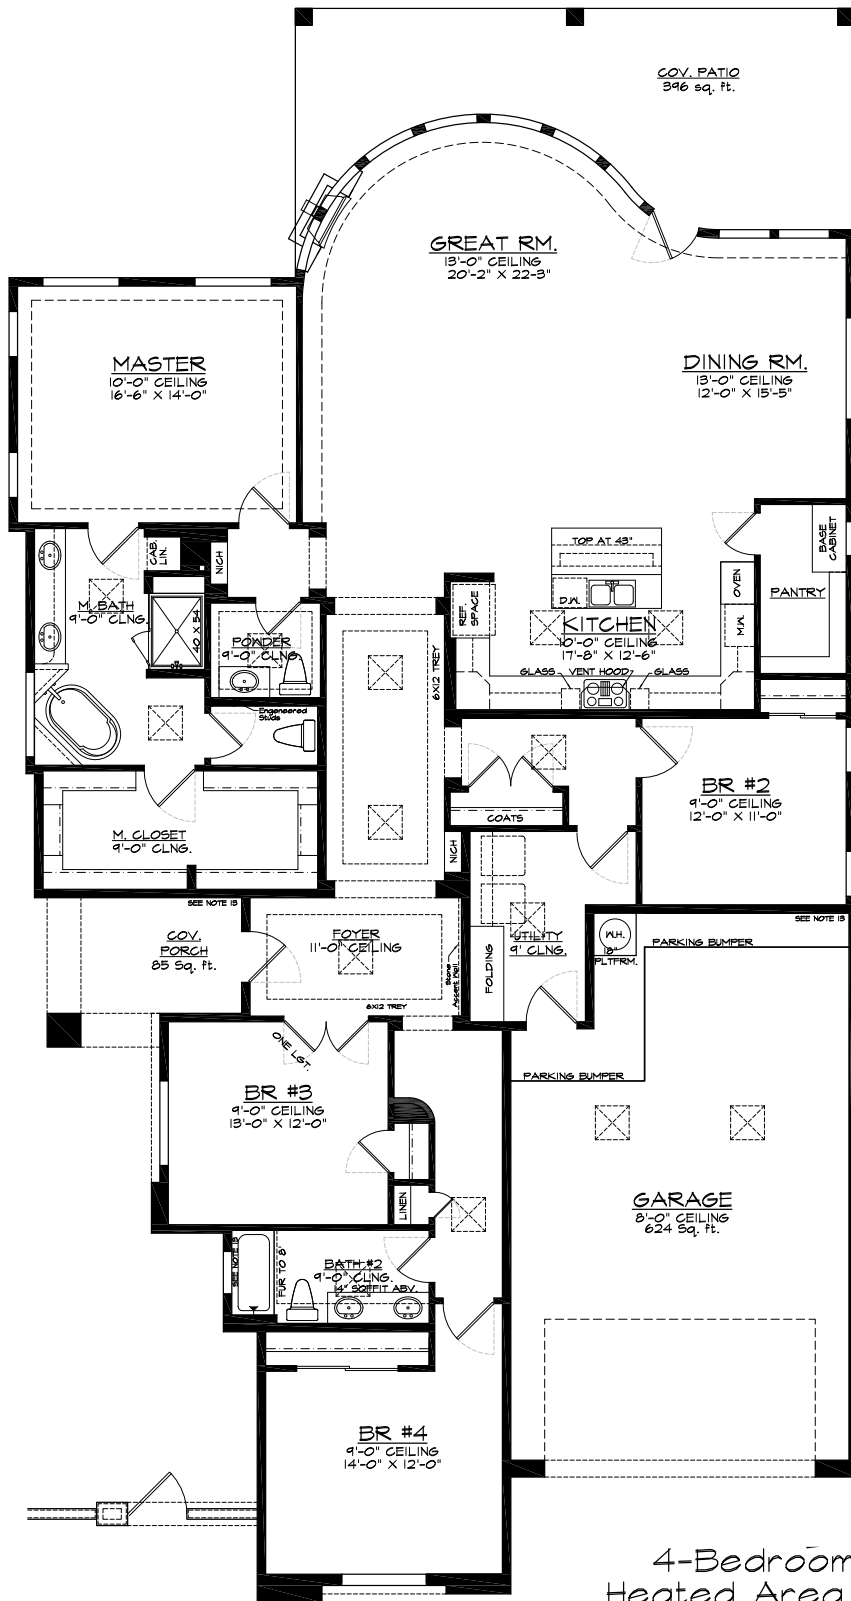 COV. PATIO
396 sq. ft.
GREAT RM.
13'-0" CEILING
20'-2" X 22'-3"
MASTER
10'-0" CEILING
16'-6" X 14'-0"
DINING RM.
13'-0" CEILING
12'-0" X 15'-5"
TOP AT 43"
BASE
CABINET
CAB.
LIN.
NICH
M. BATH
9'-0" CLNG.
40 X 54
POWDER
9'-0" CLNG.
REF.
SPACE
D.W.
OVEN
M.W.
PANTRY
KITCHEN
10'-0" CEILING
17'-8" X 12'-6"
GLASS
VENT HOOD
GLASS
6X12 TREY
Engeneered
Studs
BR #2
9'-0" CEILING
12'-0" X 11'-0"
COATS
M. CLOSET
9'-0" CLNG.
NICH
SEE NOTE 13
COV.
PORCH
85 Sq. ft.
FOYER
11'-0" CEILING
Stone
6X12 TREY
UTILITY
9' CLNG.
FOLDING
W.H.
18"
PLTFRM.
SEE NOTE 13
PARKING BUMPER
PARKING BUMPER
ONE LGT.
BR #3
9'-0" CEILING
13'-0" X 12'-0"
LINEN
GARAGE
8'-0" CEILING
624 Sq. ft.
SEE NOTE 13
FUR TO 8'
BATH #2
9'-0" CLNG.
14" SOFFIT ABV.
BR #4
9'-0" CEILING
14'-0" X 12'-0"
4-Bedroom
Heated Area